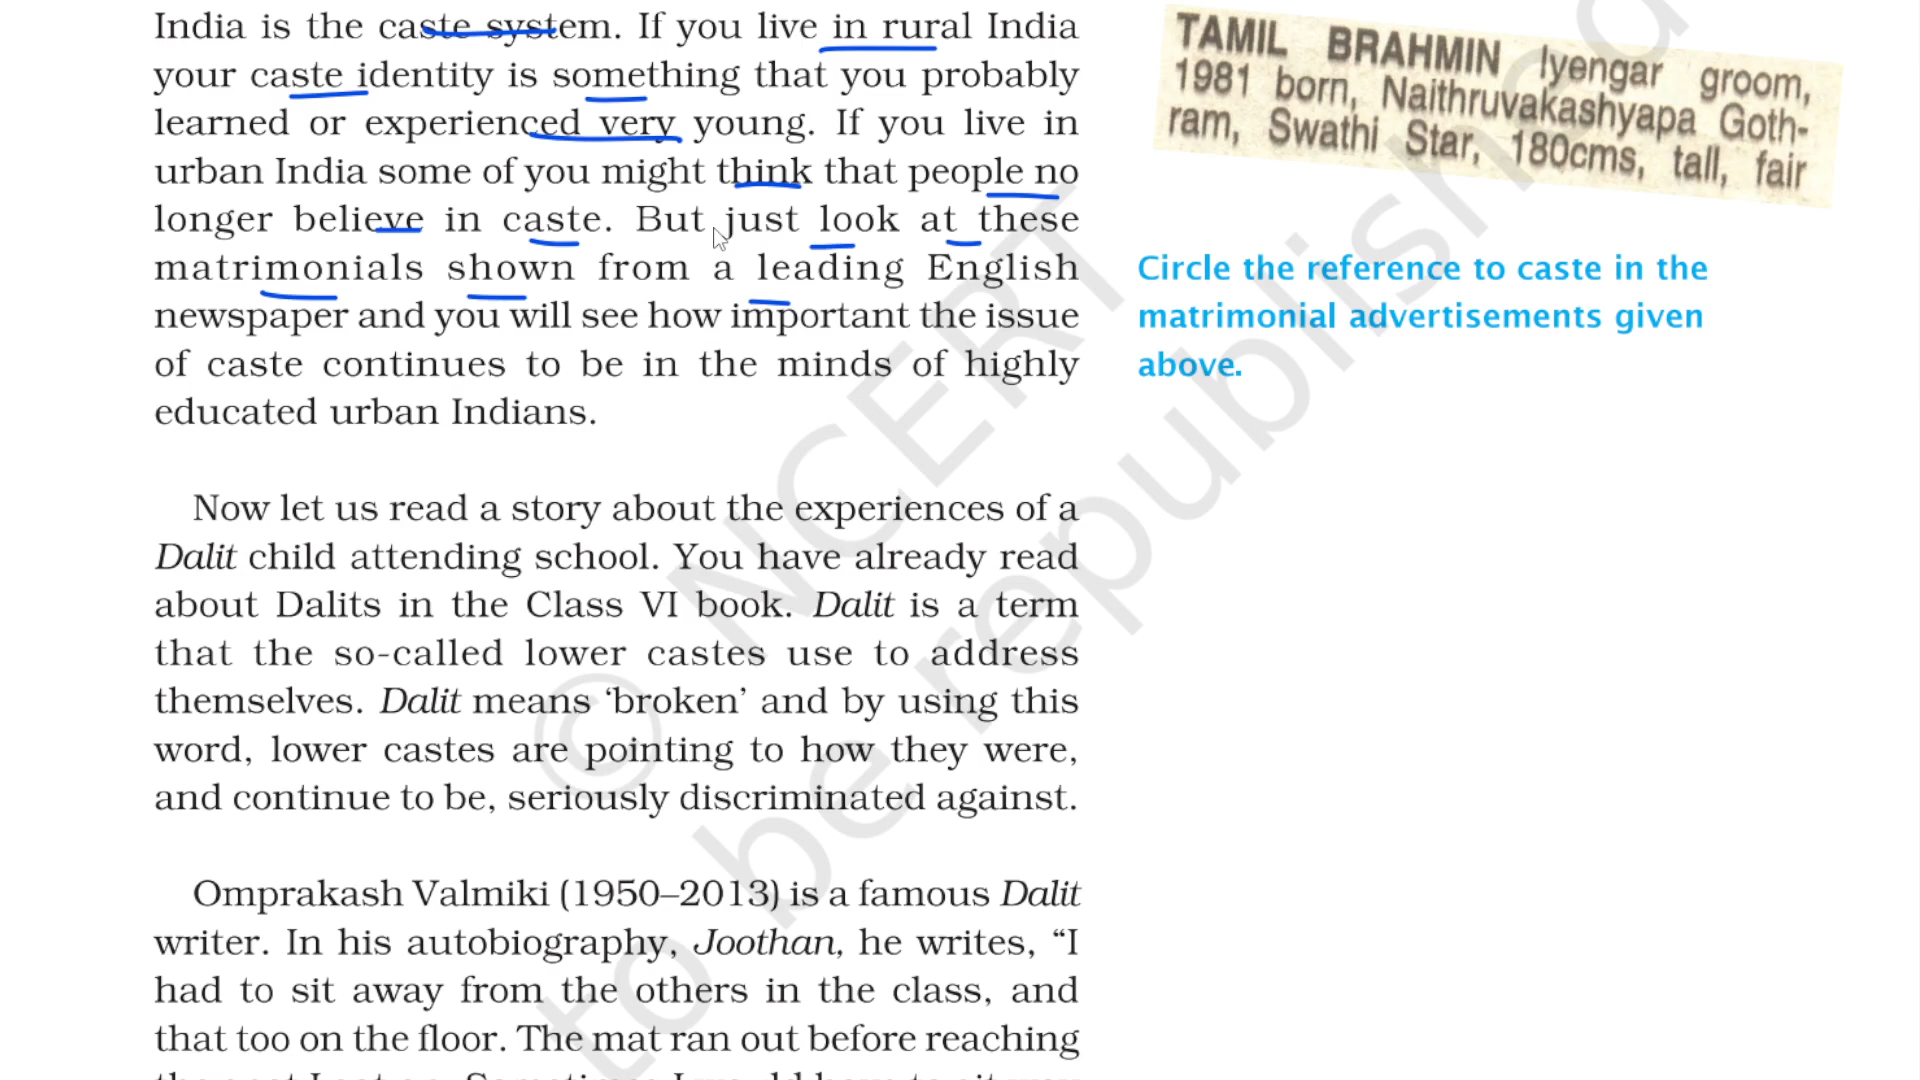 India is the caste system. If you live in rural India
your caste identity is something that you probably
learned or experienced very young. If you live in
urban India some of you might think that people no
longer believe in caste. But just look at these
matrimonials shown from a leading English
newspaper and you will see how important the issue
of caste continues to be in the minds of highly
educated urban Indians.
Now let us read a story about the experiences of a
Dalit child attending school. You have already read
about Dalits in the Class VI book. Dalit is a term
that the so-called lower castes use to address
themselves. Dalit means ‘broken’ and by using this
word, lower castes are pointing to how they were,
and continue to be, seriously discriminated against.
Omprakash Valmiki (1950–2013) is a famous Dalit
writer. In his autobiography, Joothan, he writes, “I
had to sit away from the others in the class, and
that too on the floor. The mat ran out before reaching
TAMIL BRAHMIN Iyengar groom,
1981 born, Naithruvakashyapa Goth-
ram, Swathi Star, 180cms, tall, fair
Circle the reference to caste in the
matrimonial advertisements given
above.
© NCERT
to be republished